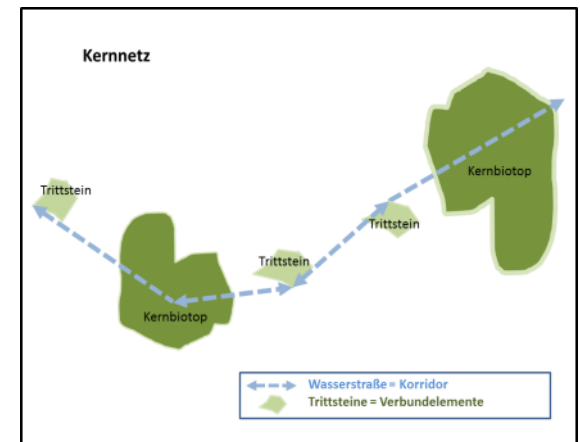 Kernnetz
Kernbiotop
Trittstein
Trittstein
Trittstein
Kernbiotop
Wasserstraße = Korridor
Trittsteine = Verbundelemente